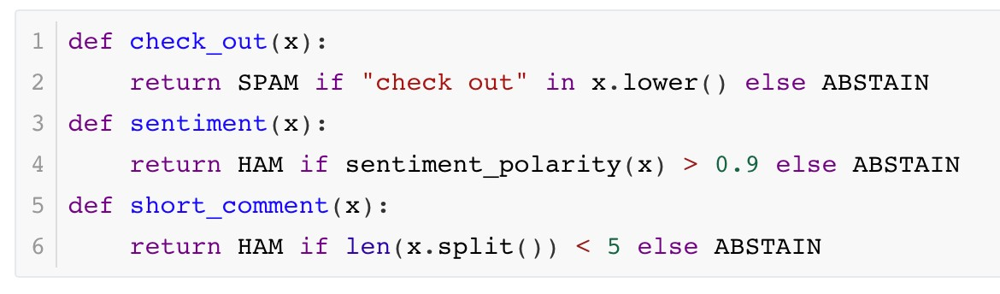 1 def check_out(x):
2     return SPAM if "check out" in x.lower() else ABSTAIN
3 def sentiment(x):
4     return HAM if sentiment_polarity(x) > 0.9 else ABSTAIN
5 def short_comment(x):
6     return HAM if len(x.split()) < 5 else ABSTAIN